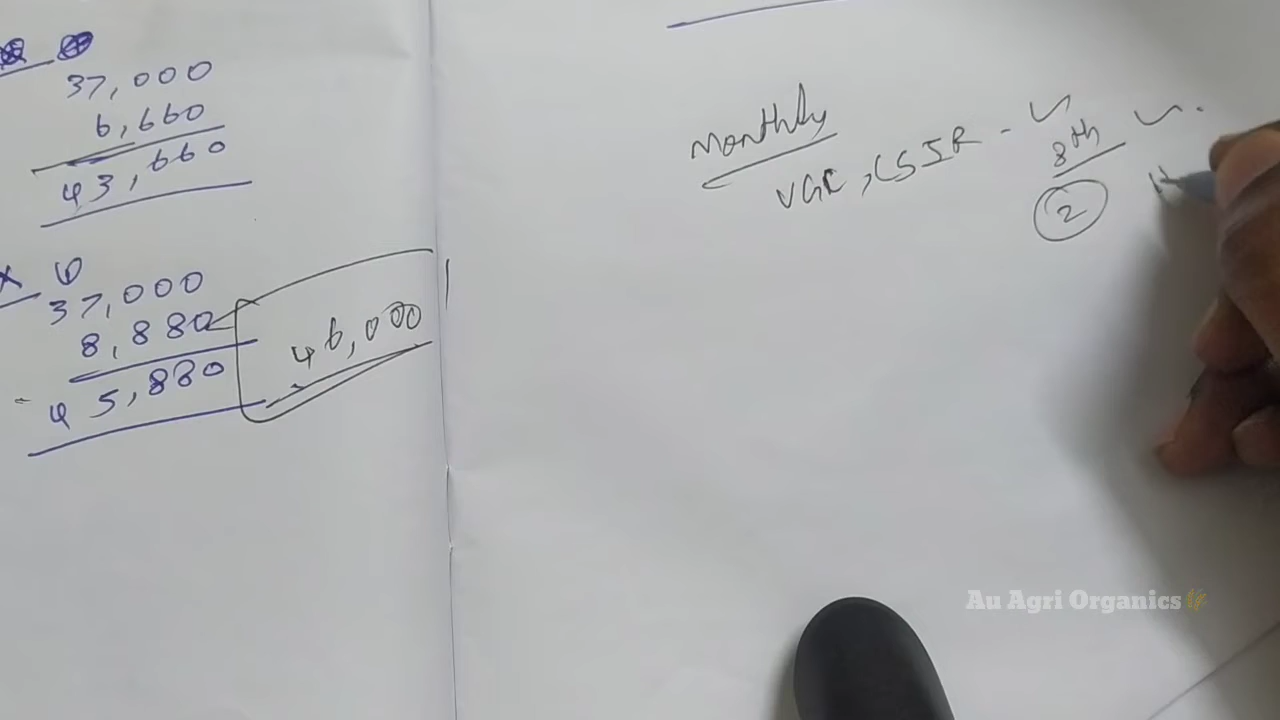 37,000
6,660
43,660
37,000
8,880
45,880
46,000
Monthly
VGR, CSIR -
8th
2
Au Agri Organics